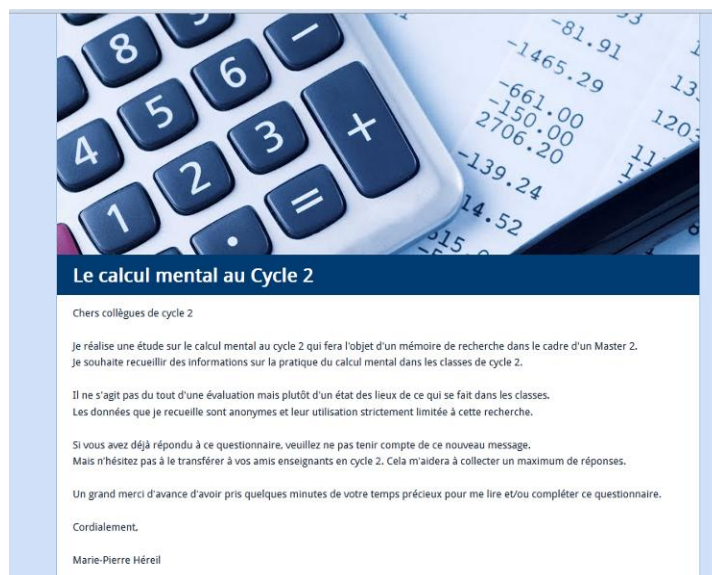 8
-
5
6
4
3
+
2
1
=
.
-81.91
-1465.29
-661.00
-150.00
2706.20
1203
-139.24
14.52
Le calcul mental au Cycle 2
Chers collègues de cycle 2
Je réalise une étude sur le calcul mental au cycle 2 qui fera l'objet d'un mémoire de recherche dans le cadre d'un Master 2.
Je souhaite recueillir des informations sur la pratique du calcul mental dans les classes de cycle 2.
Il ne s'agit pas du tout d'une évaluation mais plutôt d'un état des lieux de ce qui se fait dans les classes.
Les données que je recueille sont anonymes et leur utilisation strictement limitée à cette recherche.
Si vous avez déjà répondu à ce questionnaire, veuillez ne pas tenir compte de ce nouveau message.
Mais n'hésitez pas à le transférer à vos amis enseignants en cycle 2. Cela m'aidera à collecter un maximum de réponses.
Un grand merci d'avance d'avoir pris quelques minutes de votre temps précieux pour me lire et/ou compléter ce questionnaire.
Cordialement,
Marie-Pierre Héreil